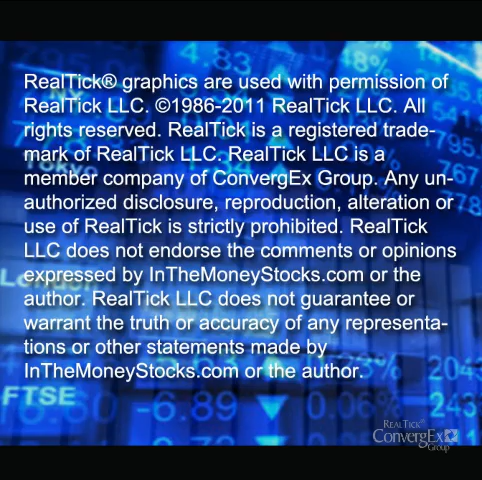 RealTick® graphics are used with permission of
RealTick LLC. ©1986-2011 RealTick LLC. All
rights reserved. RealTick is a registered trade-
mark of RealTick LLC. RealTick LLC is a
member company of ConvergEx Group. Any un-
authorized disclosure, reproduction, alteration or
use of RealTick is strictly prohibited. RealTick
LLC does not endorse the comments or opinions
expressed by InTheMoneyStocks.com or the
author. RealTick LLC does not guarantee or
warrant the truth or accuracy of any representa-
tions or other statements made by
InTheMoneyStocks.com or the author.
FTSE
-6.89
0.06%
204
243
REALTICK®
ConvergEx
Group